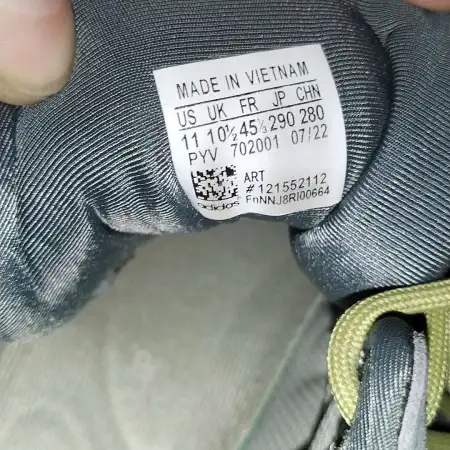 MADE IN VIETNAM
US UK FR JP CHN
11 10½ 45⅓ 290 280
PYV 702001 07/22
ART
# 121552112
FnNNJ8RI00664
adidas